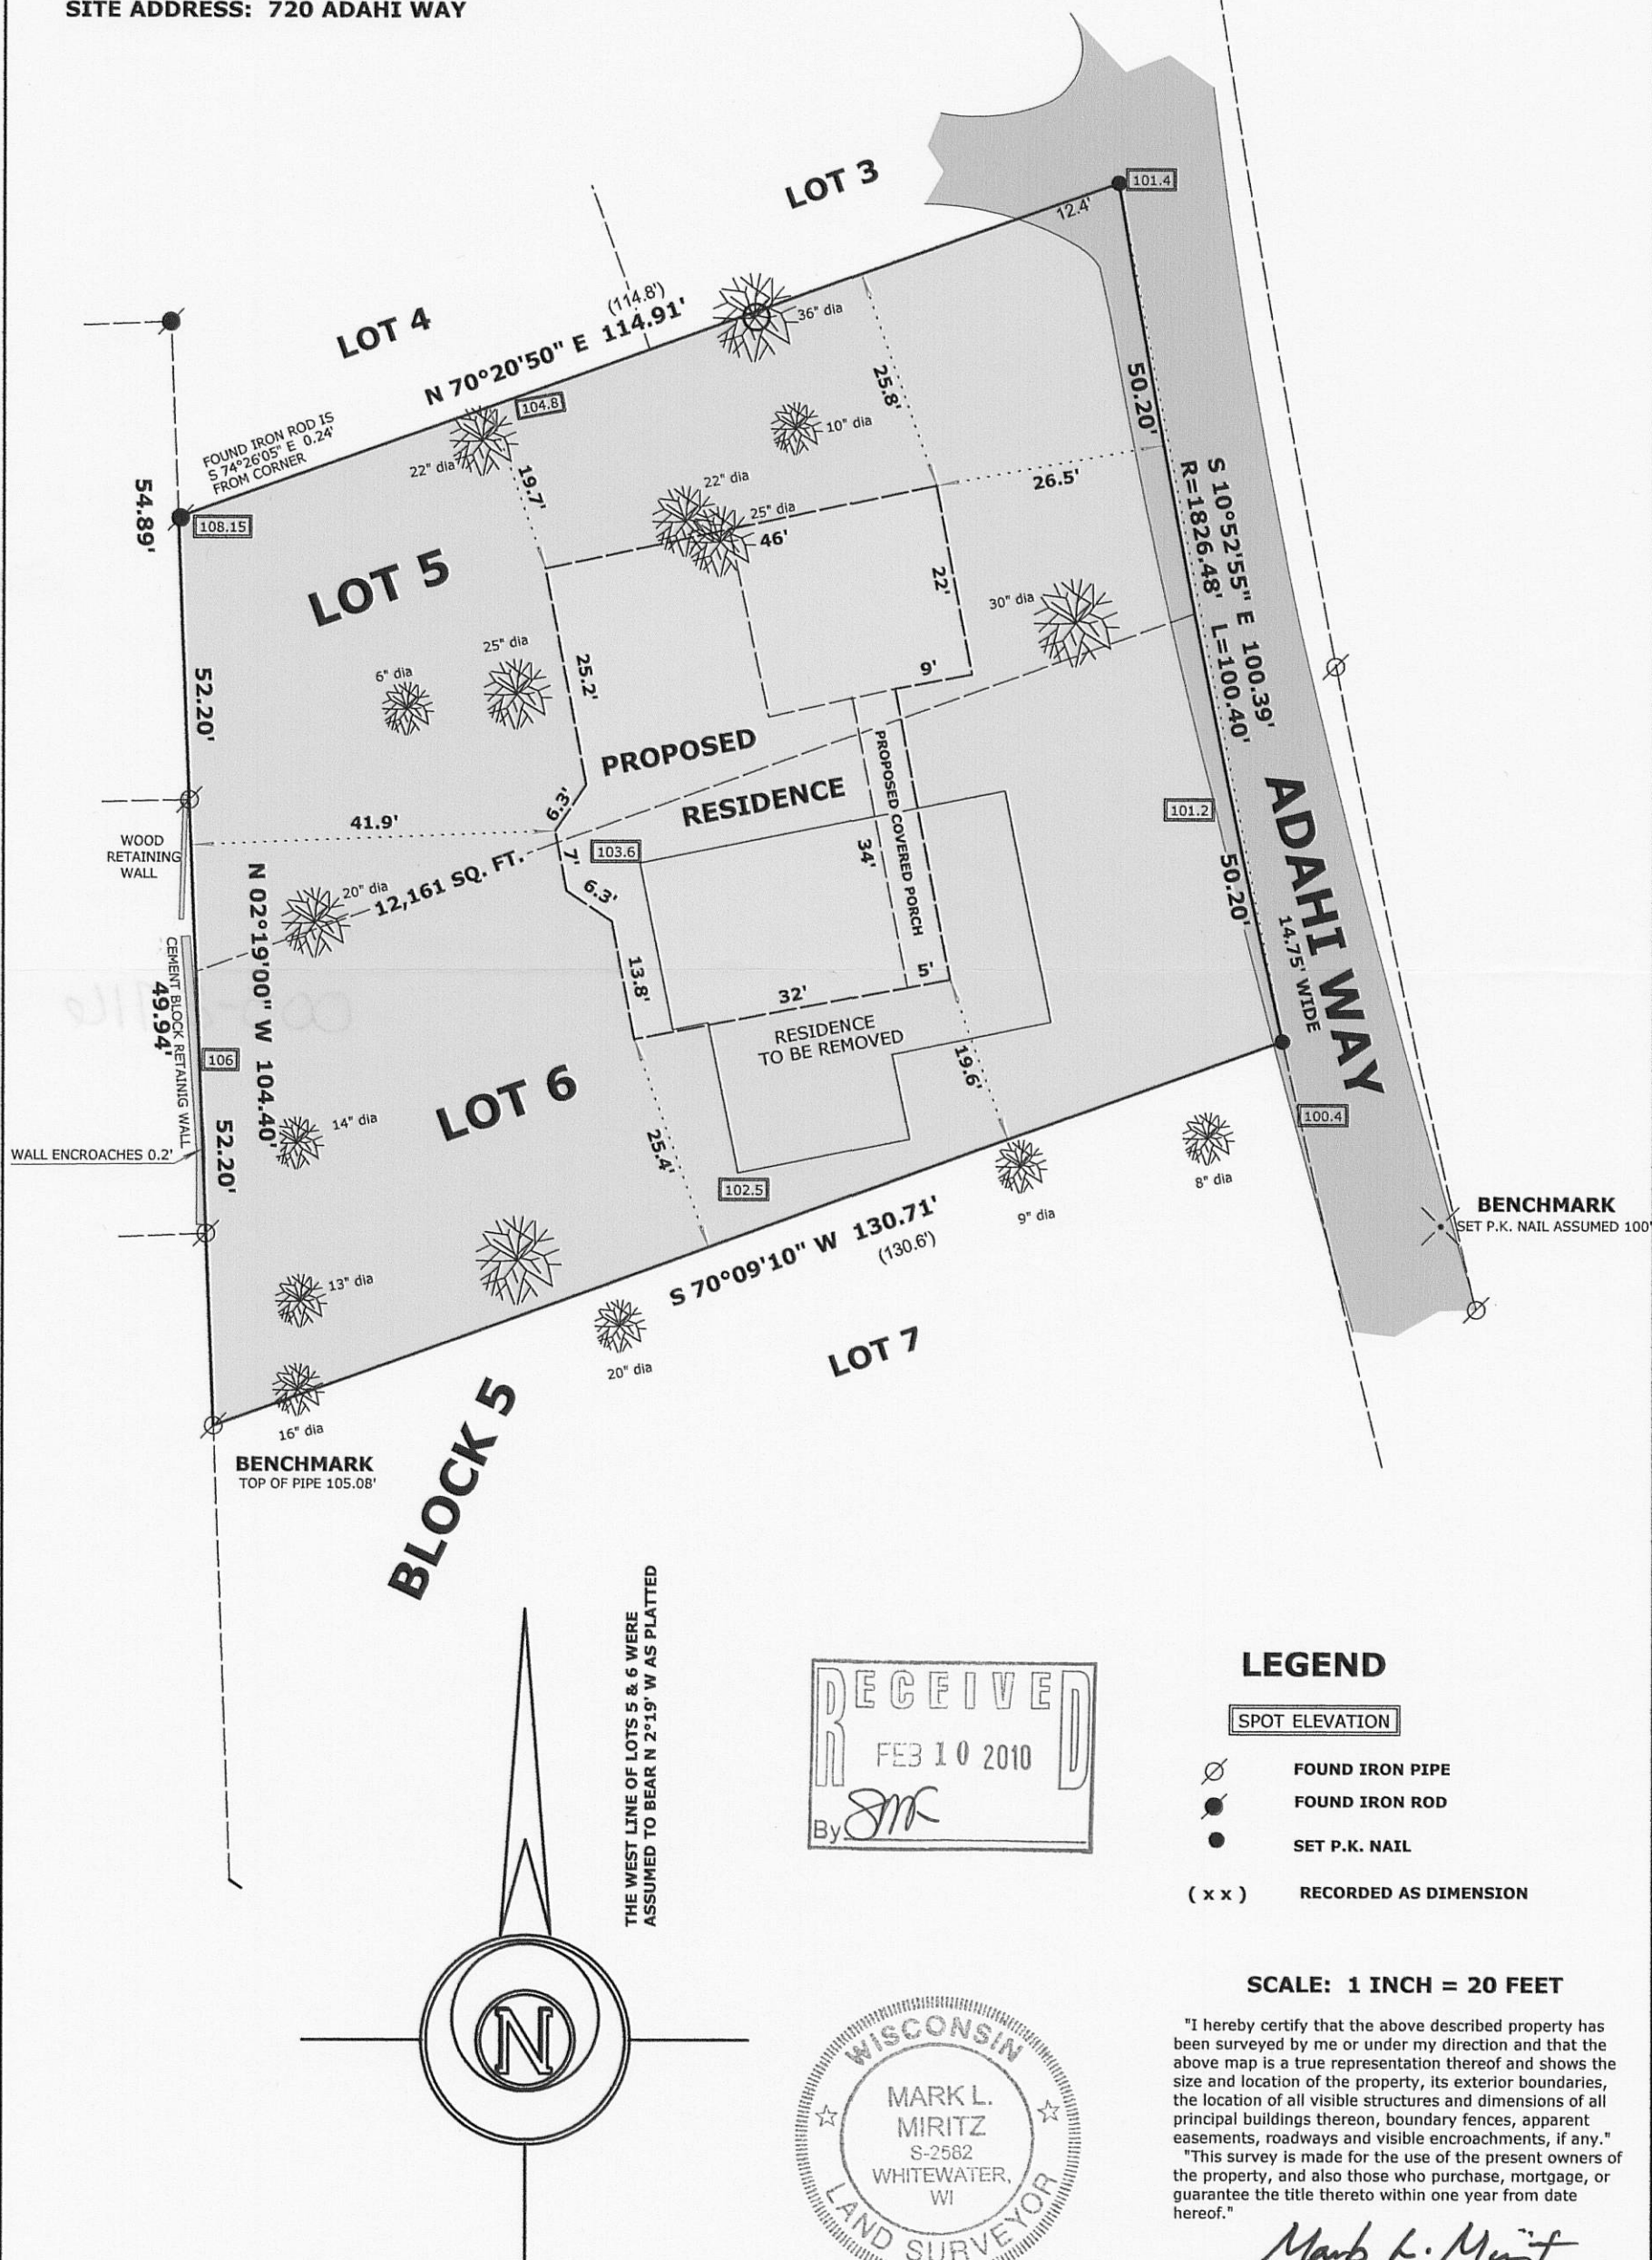 SITE ADDRESS: 720 ADAHI WAY
LOT 3
101.4
12.4'
LOT 4
(114.8')
N 70°20'50" E 114.91'
36" dia
FOUND IRON ROD IS
S 74°26'05" E 0.24'
FROM CORNER
104.8
22" dia
10" dia
25.8'
50.20'
54.89'
108.15
19.7'
22" dia
25" dia
46'
26.5'
S 10°52'55" E 100.39'
R=1826.48' L=100.40'
LOT 5
22'
30" dia
25" dia
6" dia
25.2'
52.20'
9'
PROPOSED
RESIDENCE
PROPOSED COVERED PORCH
6.3'
41.9'
WOOD
RETAINING
WALL
103.6
34'
101.2
ADAHI WAY
14.75' WIDE
7'
12,161 SQ. FT.
20" dia
6.3'
50.20'
N 02°19'00" W 104.40'
CEMENT BLOCK RETAINIG WALL
49.94'
13.8'
32'
5'
RESIDENCE
TO BE REMOVED
106
19.6'
LOT 6
14" dia
25.4'
100.4
WALL ENCROACHES 0.2'
52.20'
102.5
8" dia
9" dia
BENCHMARK
SET P.K. NAIL ASSUMED 100'
S 70°09'10" W 130.71'
(130.6')
13" dia
20" dia
LOT 7
16" dia
BENCHMARK
TOP OF PIPE 105.08'
BLOCK 5
THE WEST LINE OF LOTS 5 & 6 WERE
ASSUMED TO BEAR N 2°19' W AS PLATTED
RECEIVED
FEB 10 2010
By SMK
LEGEND
SPOT ELEVATION
FOUND IRON PIPE
FOUND IRON ROD
SET P.K. NAIL
(xx) RECORDED AS DIMENSION
N
SCALE: 1 INCH = 20 FEET
WISCONSIN
MARK L.
MIRITZ
S-2582
WHITEWATER,
WI
LAND SURVEYOR
"I hereby certify that the above described property has
been surveyed by me or under my direction and that the
above map is a true representation thereof and shows the
size and location of the property, its exterior boundaries,
the location of all visible structures and dimensions of all
principal buildings thereon, boundary fences, apparent
easements, roadways and visible encroachments, if any."
"This survey is made for the use of the present owners of
the property, and also those who purchase, mortgage, or
guarantee the title thereto within one year from date
hereof."
Mark L. Miritz